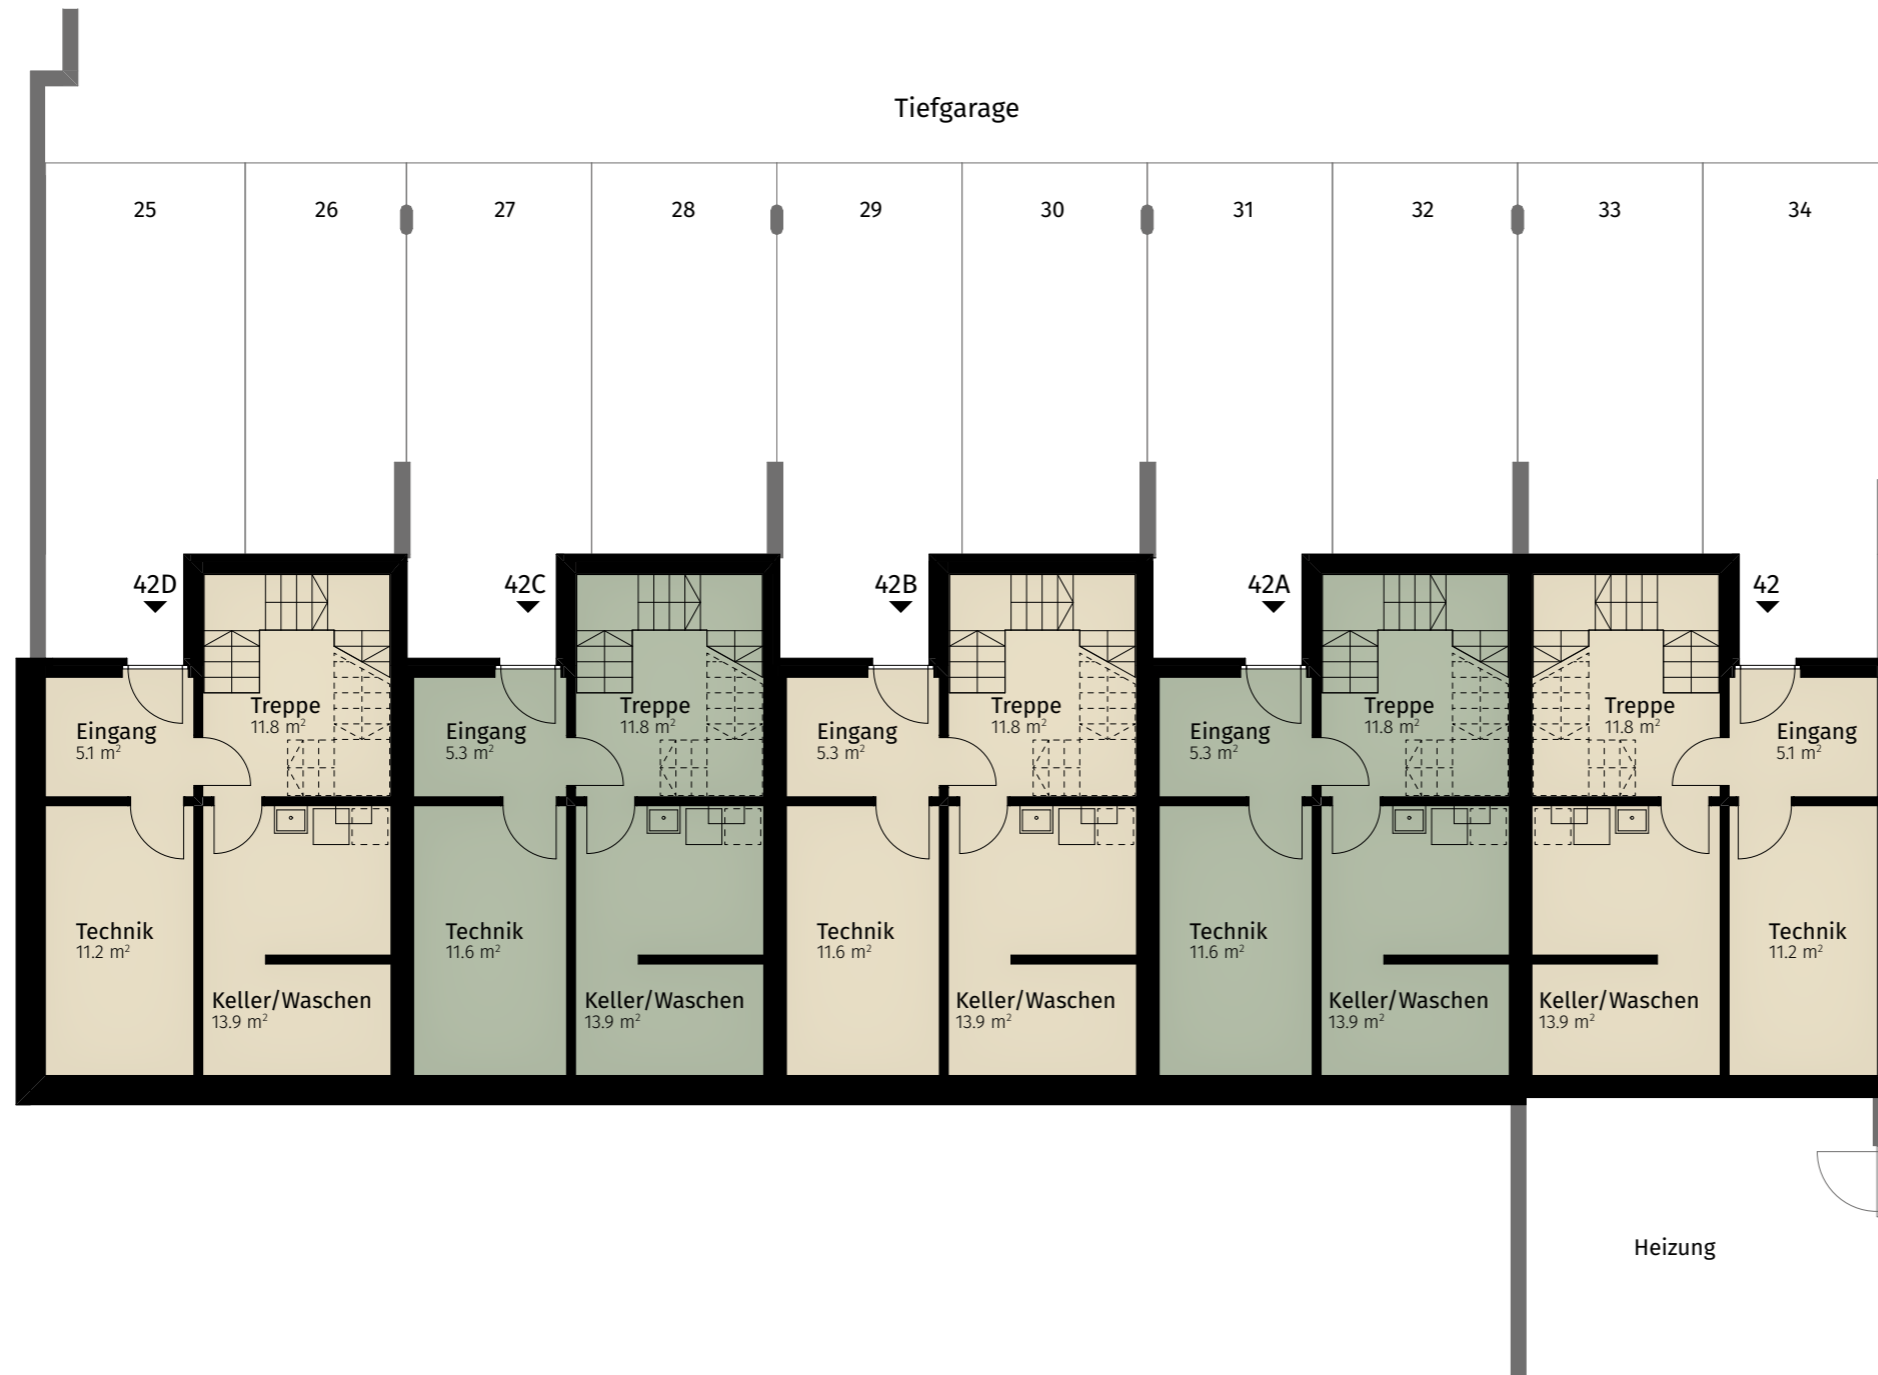 Tiefgarage
25 26 27 28 29 30 31 32 33 34
42D 42C 42B 42A 42
Treppe Treppe Treppe Treppe Treppe
11.8 m² 11.8 m² 11.8 m² 11.8 m² 11.8 m²
Eingang Eingang Eingang Eingang Eingang
5.1 m² 5.3 m² 5.3 m² 5.3 m² 5.1 m²
Technik Technik Technik Technik Technik
11.2 m² 11.6 m² 11.6 m² 11.6 m² 11.2 m²
Keller/Waschen Keller/Waschen Keller/Waschen Keller/Waschen Keller/Waschen
13.9 m² 13.9 m² 13.9 m² 13.9 m² 13.9 m²
Heizung